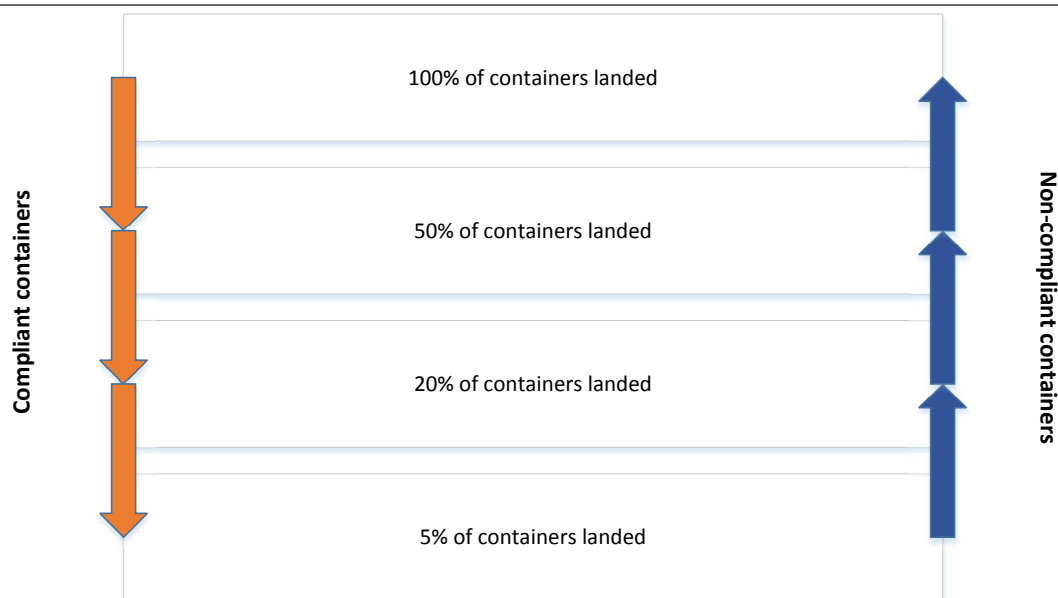 100% of containers landed
50% of containers landed
20% of containers landed
5% of containers landed
Compliant containers
Non-compliant containers